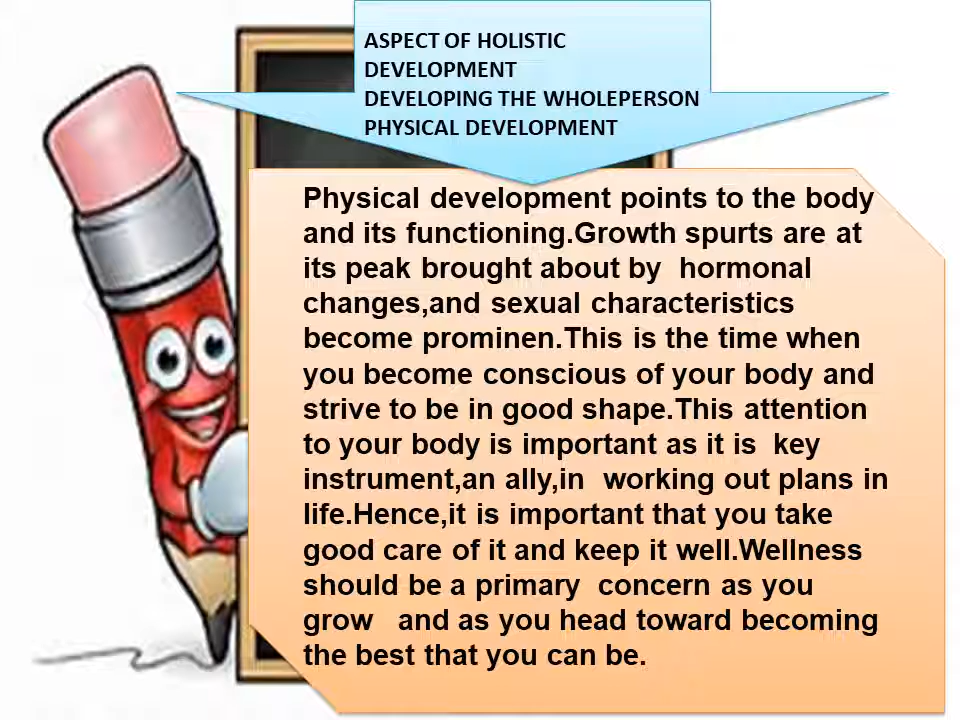 ASPECT OF HOLISTIC
DEVELOPMENT
DEVELOPING THE WHOLEPERSON
PHYSICAL DEVELOPMENT
Physical development points to the body
and its functioning.Growth spurts are at
its peak brought about by  hormonal
changes,and sexual characteristics
become prominen.This is the time when
you become conscious of your body and
strive to be in good shape.This attention
to your body is important as it is  key
instrument,an ally,in  working out plans in
life.Hence,it is important that you take
good care of it and keep it well.Wellness
should be a primary  concern as you
grow   and as you head toward becoming
the best that you can be.